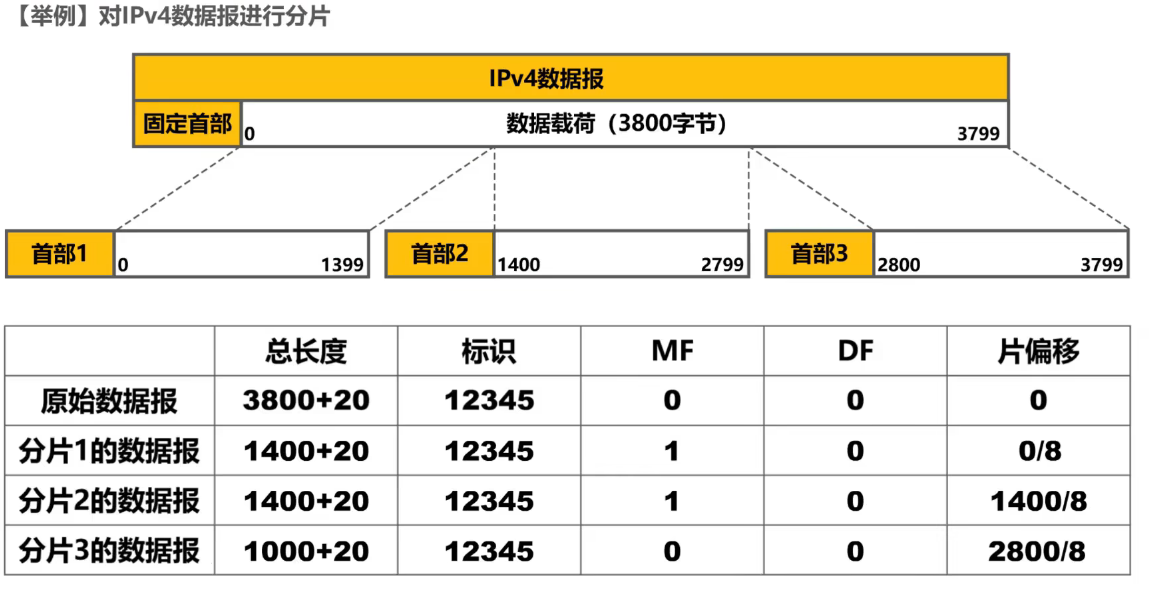 【举例】对IPv4数据报进行分片
IPv4数据报
固定首部 0 数据载荷（3800字节） 3799
首部1 0 1399 首部2 1400 2799 首部3 2800 3799
总长度 标识 MF DF 片偏移
原始数据报 3800+20 12345 0 0 0
分片1的数据报 1400+20 12345 1 0 0/8
分片2的数据报 1400+20 12345 1 0 1400/8
分片3的数据报 1000+20 12345 0 0 2800/8